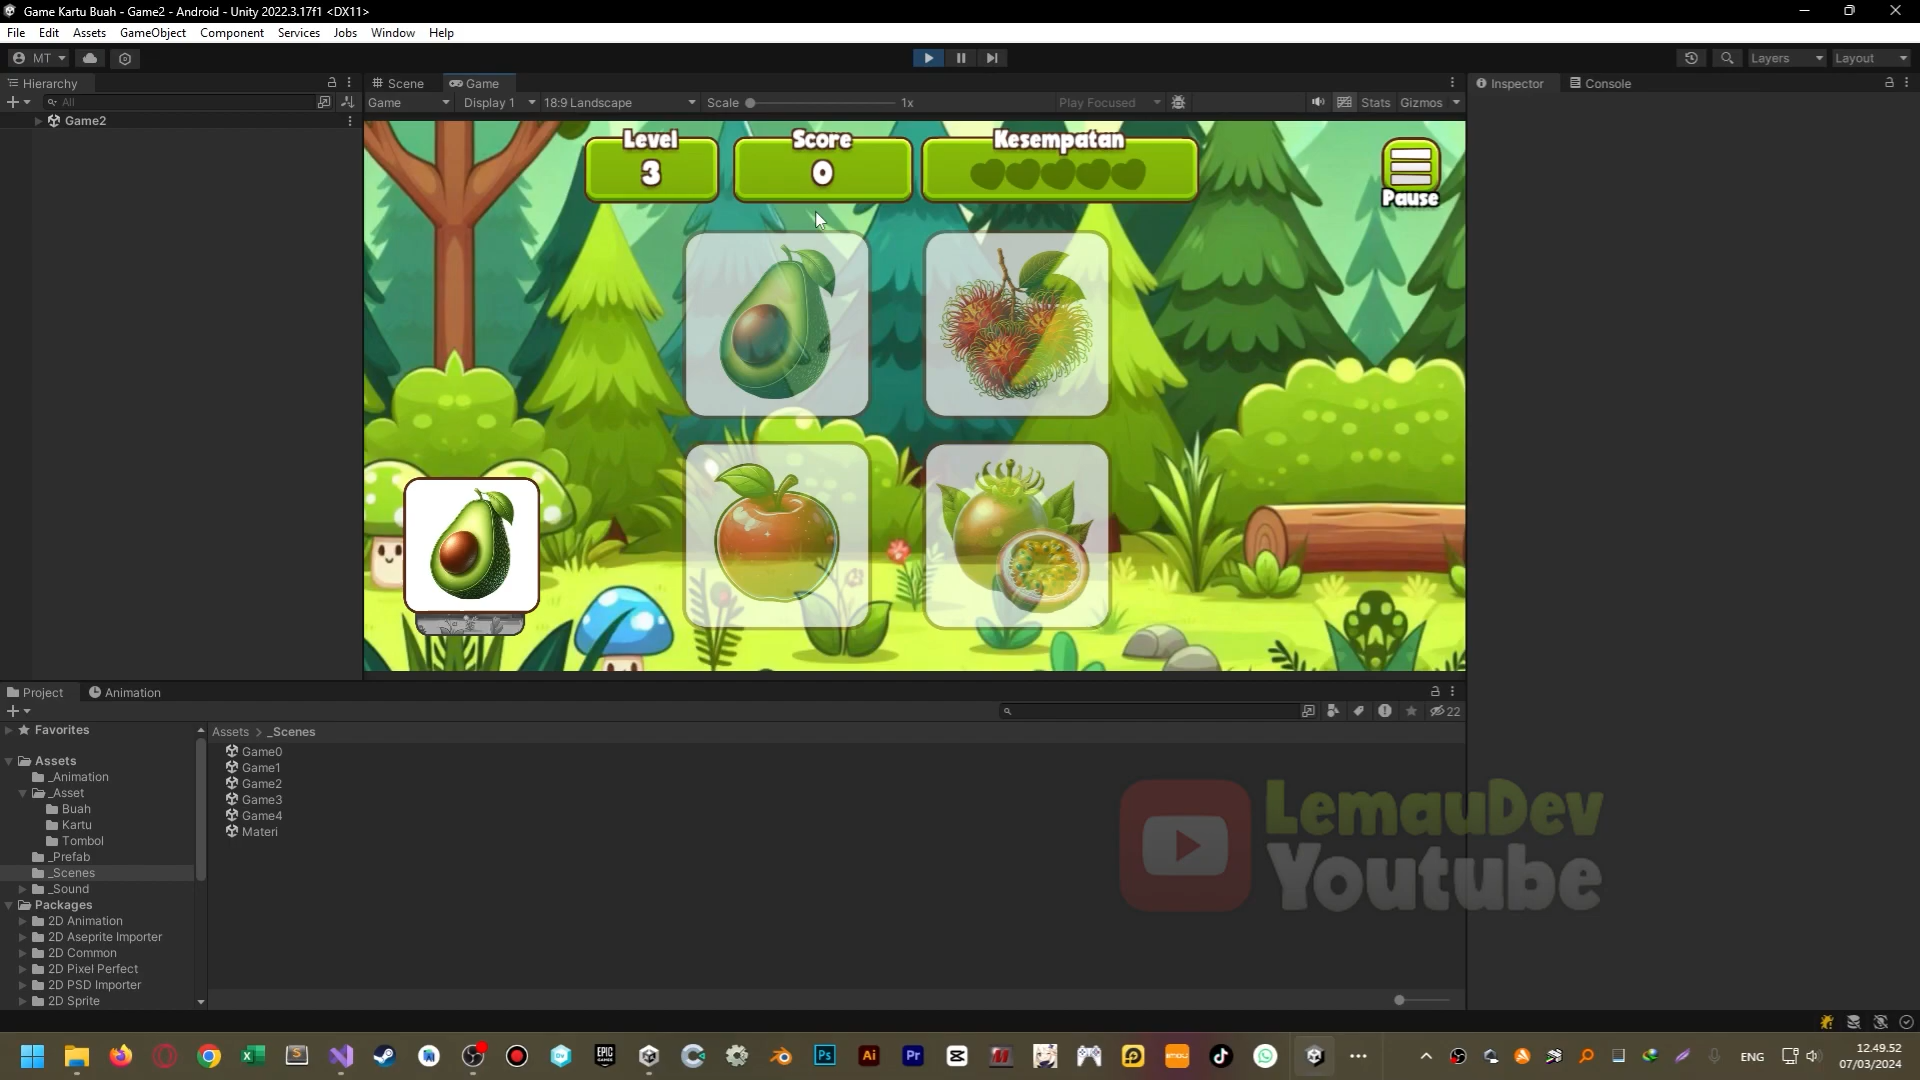 Game Kartu Buah - Game2 - Android - Unity 2022.3.17f1 <DX11>
File Edit Assets GameObject Component Services Jobs Window Help
MT Layers Layout
Hierarchy
All
Game2
Scene Game
Game Display 1 18:9 Landscape Scale 1x Play Focused Stats Gizmos
Inspector Console
Level
3
Score
0
Kesempatan
Pause
Project Animation
22
Favorites
Assets
_Animation
_Asset
Buah
Kartu
Tombol
_Prefab
_Scenes
_Sound
Packages
2D Animation
2D Aseprite Importer
2D Common
2D Pixel Perfect
2D PSD Importer
2D Sprite
Assets > _Scenes
Game0
Game1
Game2
Game3
Game4
Materi
LemauDev
Youtube
ENG
12.49.52
07/03/2024